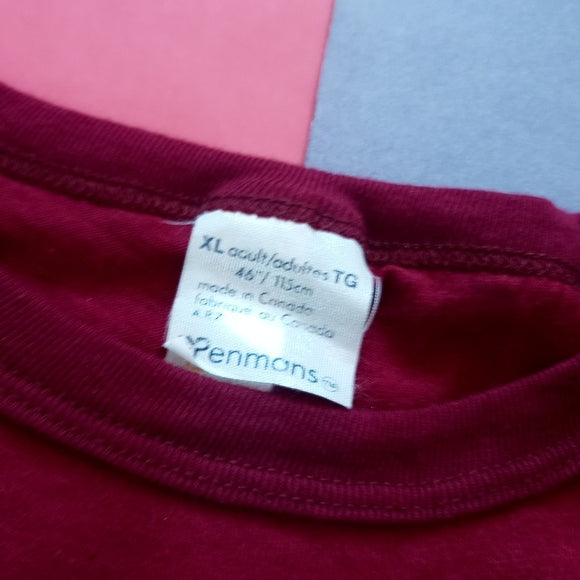 XL adult/adultes TG
46"/115cm
made in Canada
fabriqué au Canada
A.P.Z
Penmans